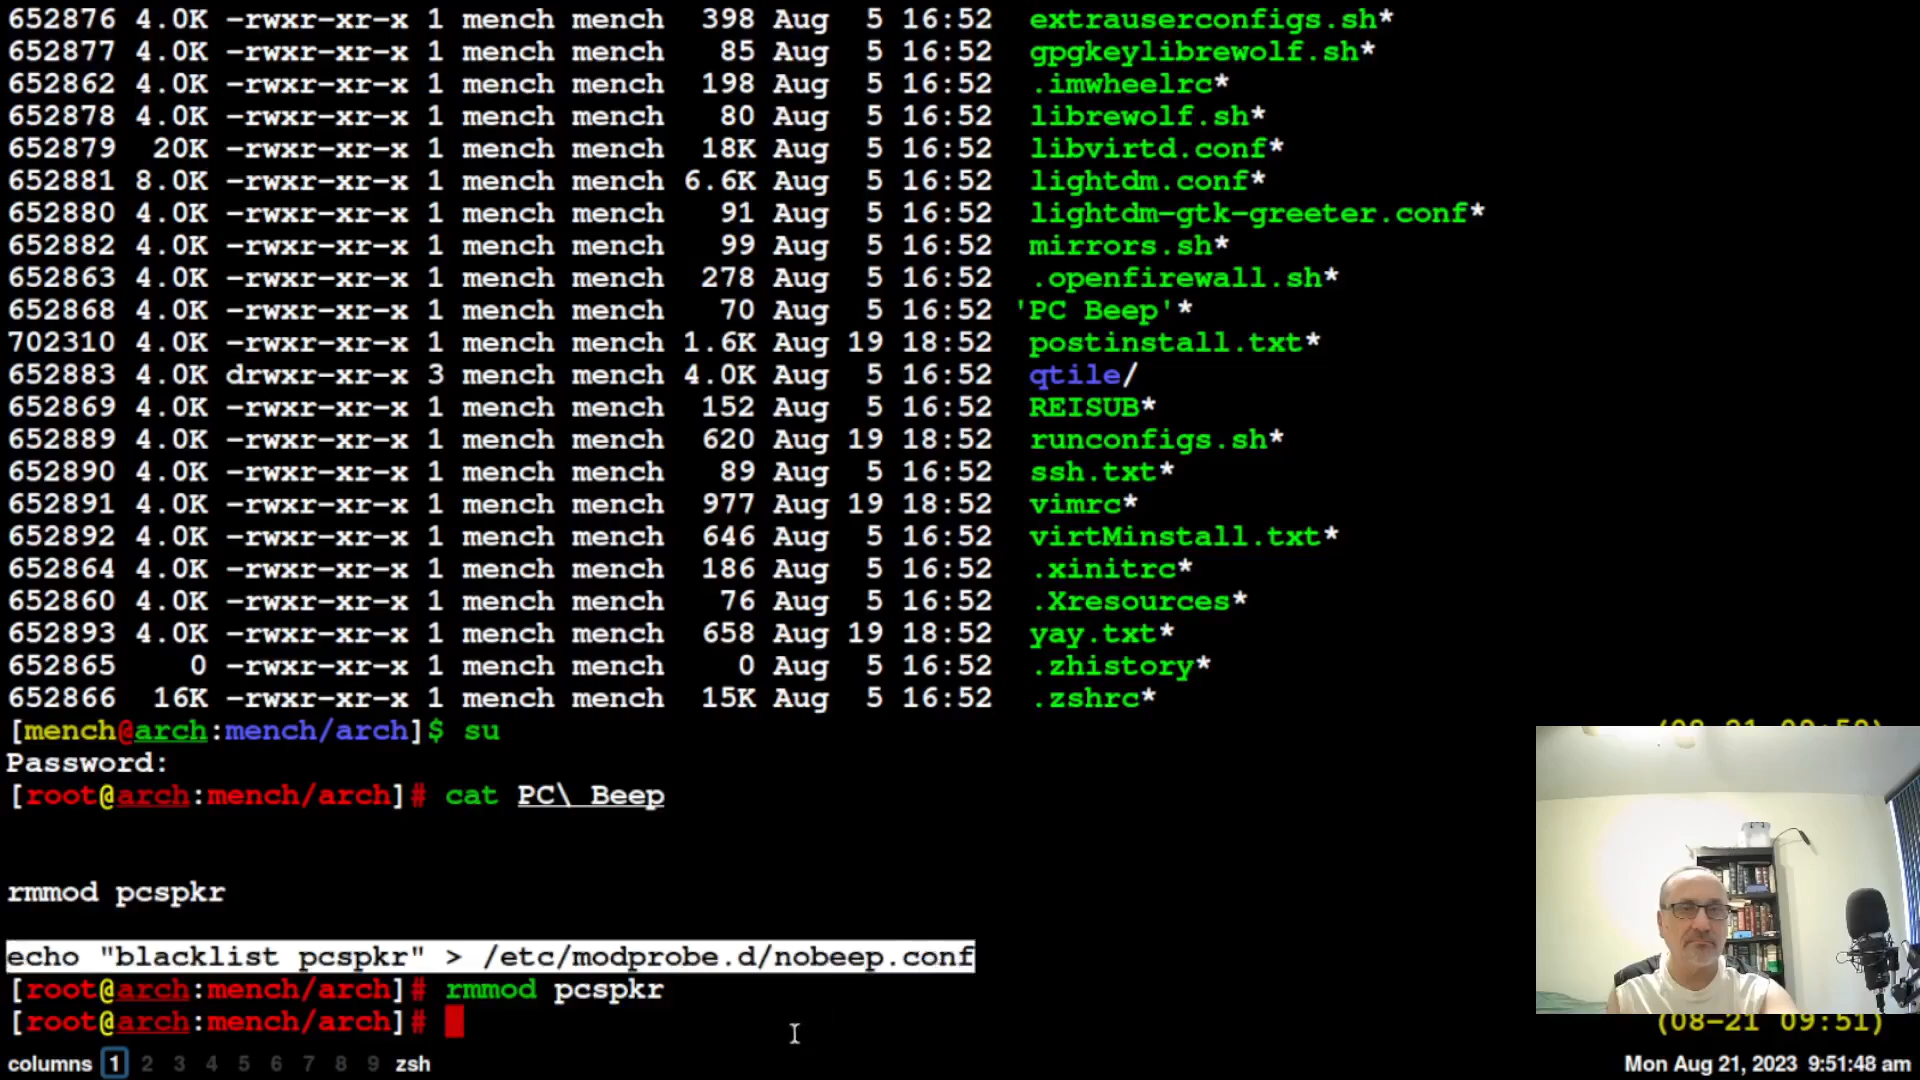 652876 4.0K -rwxr-xr-x 1 mench mench  398 Aug  5 16:52  extrauserconfigs.sh*
652877 4.0K -rwxr-xr-x 1 mench mench   85 Aug  5 16:52  gpgkeylibrewolf.sh*
652862 4.0K -rwxr-xr-x 1 mench mench  198 Aug  5 16:52  .imwheelrc*
652878 4.0K -rwxr-xr-x 1 mench mench   80 Aug  5 16:52  librewolf.sh*
652879  20K -rwxr-xr-x 1 mench mench  18K Aug  5 16:52  libvirtd.conf*
652881 8.0K -rwxr-xr-x 1 mench mench 6.6K Aug  5 16:52  lightdm.conf*
652880 4.0K -rwxr-xr-x 1 mench mench   91 Aug  5 16:52  lightdm-gtk-greeter.conf*
652882 4.0K -rwxr-xr-x 1 mench mench   99 Aug  5 16:52  mirrors.sh*
652863 4.0K -rwxr-xr-x 1 mench mench  278 Aug  5 16:52  .openfirewall.sh*
652868 4.0K -rwxr-xr-x 1 mench mench   70 Aug  5 16:52 'PC Beep'*
702310 4.0K -rwxr-xr-x 1 mench mench 1.6K Aug 19 18:52  postinstall.txt*
652883 4.0K drwxr-xr-x 3 mench mench 4.0K Aug  5 16:52  qtile/
652869 4.0K -rwxr-xr-x 1 mench mench  152 Aug  5 16:52  REISUB*
652889 4.0K -rwxr-xr-x 1 mench mench  620 Aug 19 18:52  runconfigs.sh*
652890 4.0K -rwxr-xr-x 1 mench mench   89 Aug  5 16:52  ssh.txt*
652891 4.0K -rwxr-xr-x 1 mench mench  977 Aug 19 18:52  vimrc*
652892 4.0K -rwxr-xr-x 1 mench mench  646 Aug  5 16:52  virtMinstall.txt*
652864 4.0K -rwxr-xr-x 1 mench mench  186 Aug  5 16:52  .xinitrc*
652860 4.0K -rwxr-xr-x 1 mench mench   76 Aug  5 16:52  .Xresources*
652893 4.0K -rwxr-xr-x 1 mench mench  658 Aug 19 18:52  yay.txt*
652865    0 -rwxr-xr-x 1 mench mench    0 Aug  5 16:52  .zhistory*
652866  16K -rwxr-xr-x 1 mench mench  15K Aug  5 16:52  .zshrc*
[mench@arch:mench/arch]$ su
Password:
[root@arch:mench/arch]# cat PC\ Beep
rmmod pcspkr
echo "blacklist pcspkr" > /etc/modprobe.d/nobeep.conf
[root@arch:mench/arch]# rmmod pcspkr
[root@arch:mench/arch]# (08-21 09:51)
columns 1 2 3 4 5 6 7 8 9 zsh Mon Aug 21, 2023 9:51:48 am